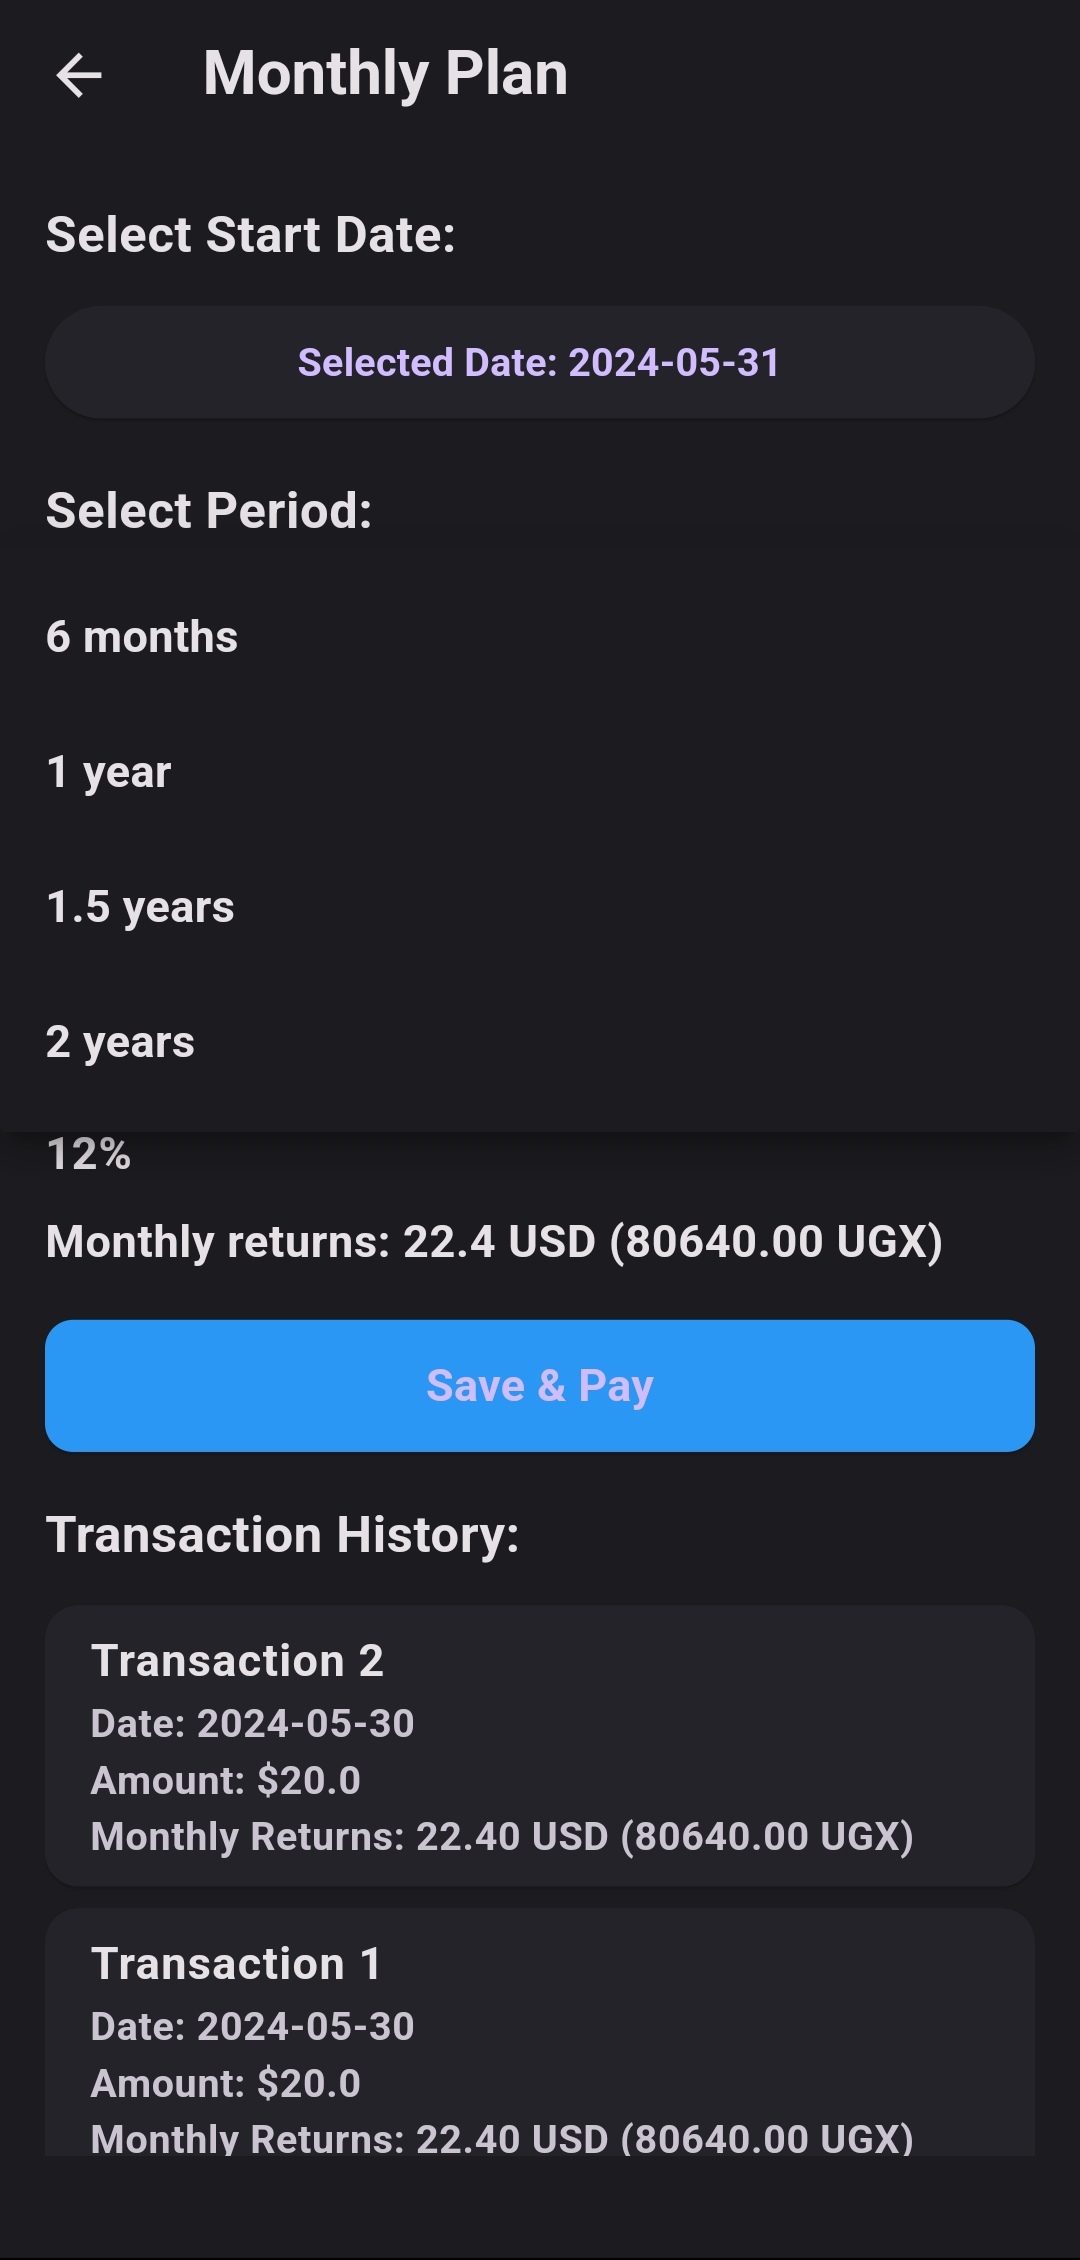 Monthly Plan
Select Start Date:
Selected Date: 2024-05-31
Select Period:
6 months
1 year
1.5 years
2 years
12%
Monthly returns: 22.4 USD (80640.00 UGX)
Save & Pay
Transaction History:
Transaction 2
Date: 2024-05-30
Amount: $20.0
Monthly Returns: 22.40 USD (80640.00 UGX)
Transaction 1
Date: 2024-05-30
Amount: $20.0
Monthly Returns: 22.40 USD (80640.00 UGX)